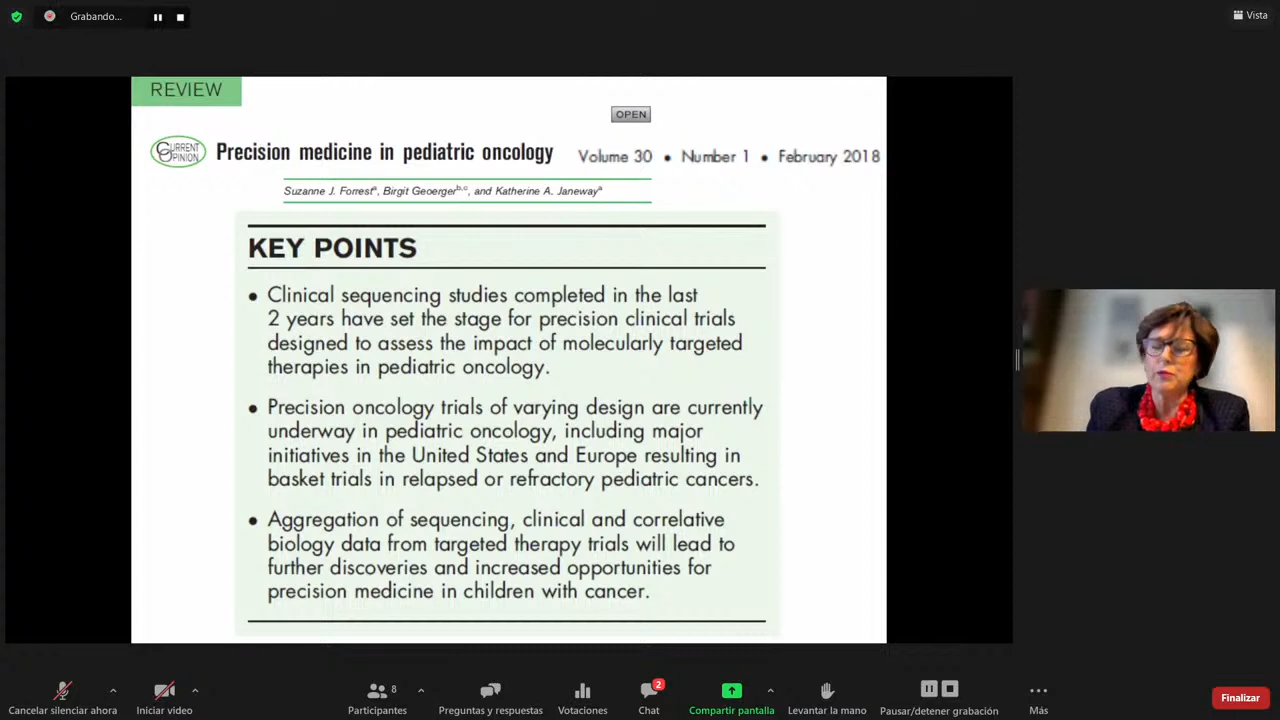 Grabando...
Vista
REVIEW
OPEN
CURRENT
OPINION
Precision medicine in pediatric oncology
Volume 30 • Number 1 • February 2018
Suzanne J. Forrestᵃ, Birgit Geoergerᵇ,ᶜ, and Katherine A. Janewayᵃ
KEY POINTS
• Clinical sequencing studies completed in the last
2 years have set the stage for precision clinical trials
designed to assess the impact of molecularly targeted
therapies in pediatric oncology.
• Precision oncology trials of varying design are currently
underway in pediatric oncology, including major
initiatives in the United States and Europe resulting in
basket trials in relapsed or refractory pediatric cancers.
• Aggregation of sequencing, clinical and correlative
biology data from targeted therapy trials will lead to
further discoveries and increased opportunities for
precision medicine in children with cancer.
8
2
Cancelar silenciar ahora
Iniciar video
Participantes
Preguntas y respuestas
Votaciones
Chat
Compartir pantalla
Levantar la mano
Pausar/detener grabación
Más
Finalizar